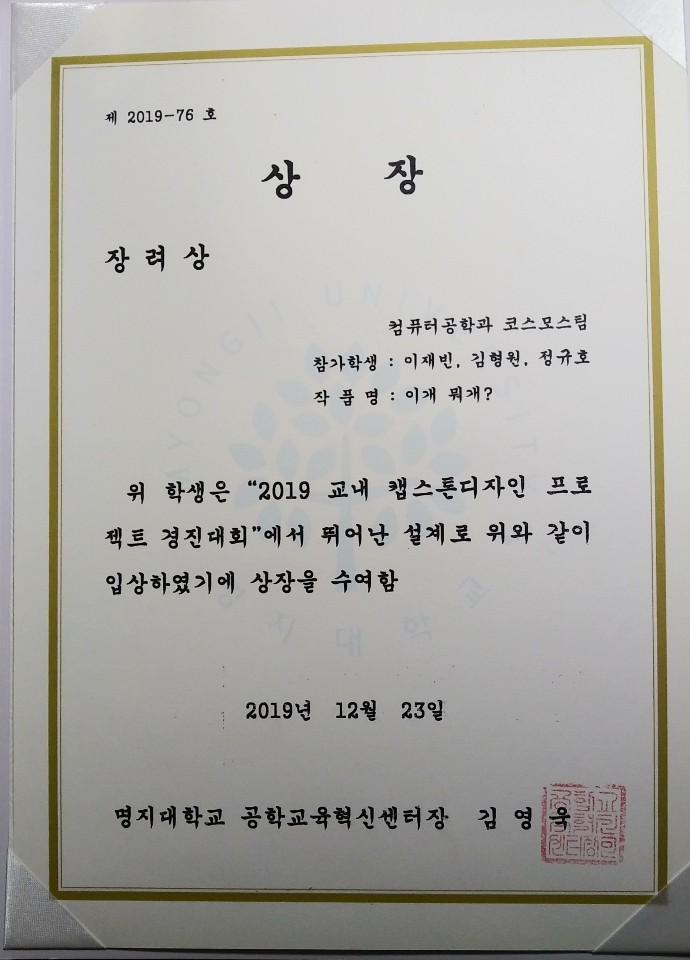 제 2019-76 호
상 장
장 려 상
컴퓨터공학과 코스모스팀
참가학생 : 이재빈, 김형원, 정규호
작 품 명 : 이개 뭐개?
위 학생은 "2019 교내 캡스톤디자인 프로
젝트 경진대회"에서 뛰어난 설계로 위와 같이
입상하였기에 상장을 수여함
2019년 12월 23일
명지대학교 공학교육혁신센터장 김 영 욱
MYONGJI UNIVERSITY
명지대학교